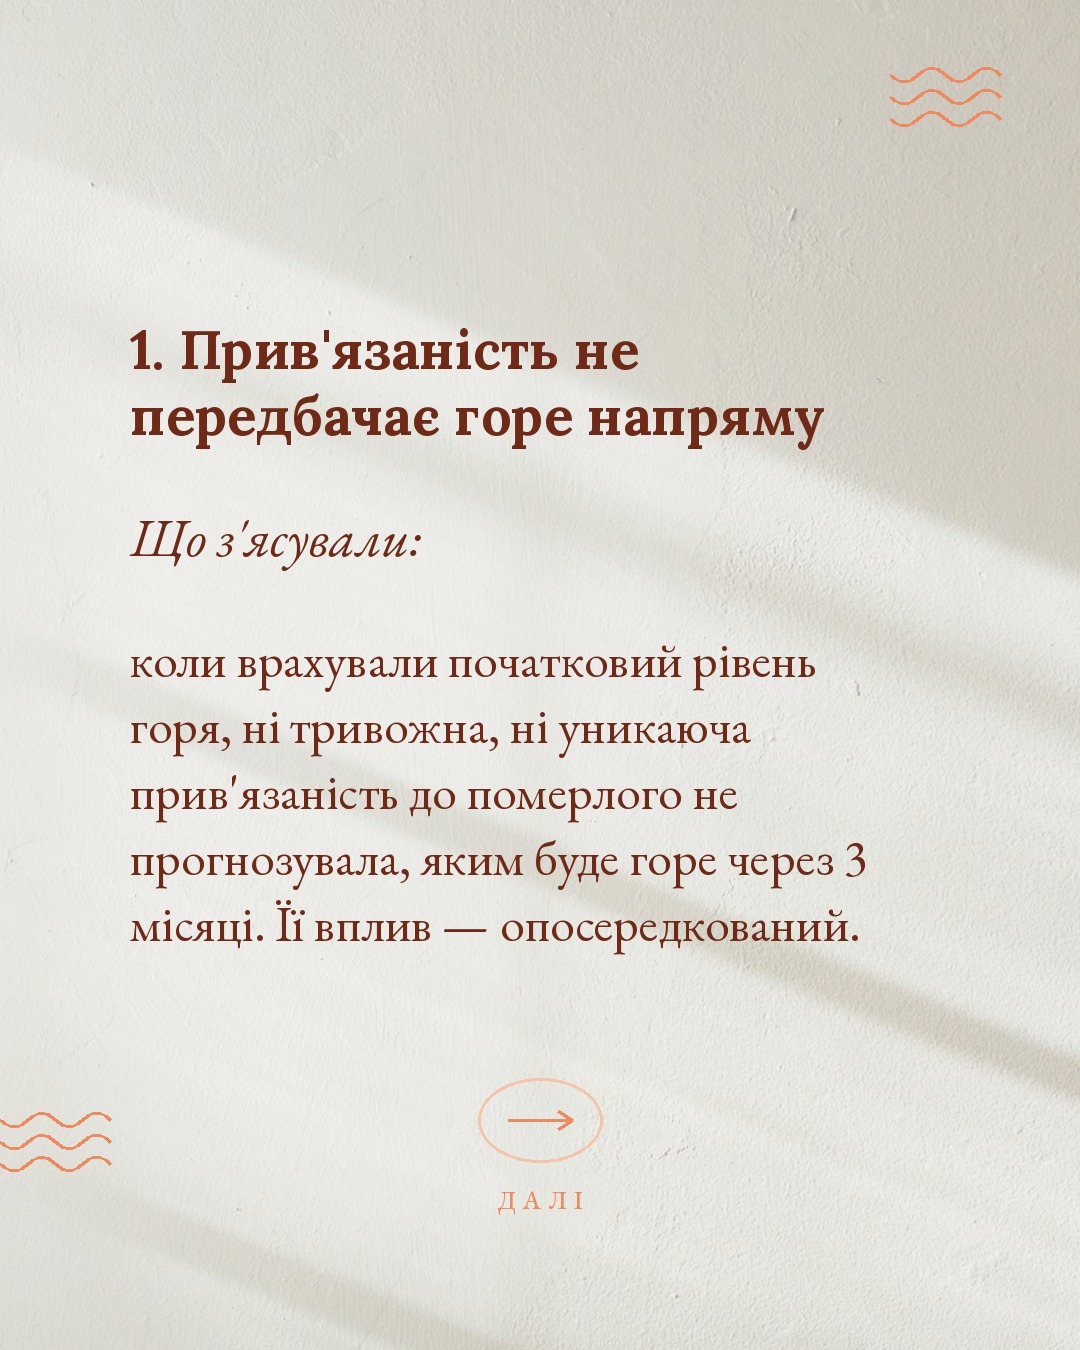 1. Прив'язаність не
передбачає горе напряму
Що з'ясували:
коли врахували початковий рівень
горя, ні тривожна, ні уникаюча
прив'язаність до померлого не
прогнозувала, яким буде горе через 3
місяці. Її вплив — опосередкований.
ДАЛІ